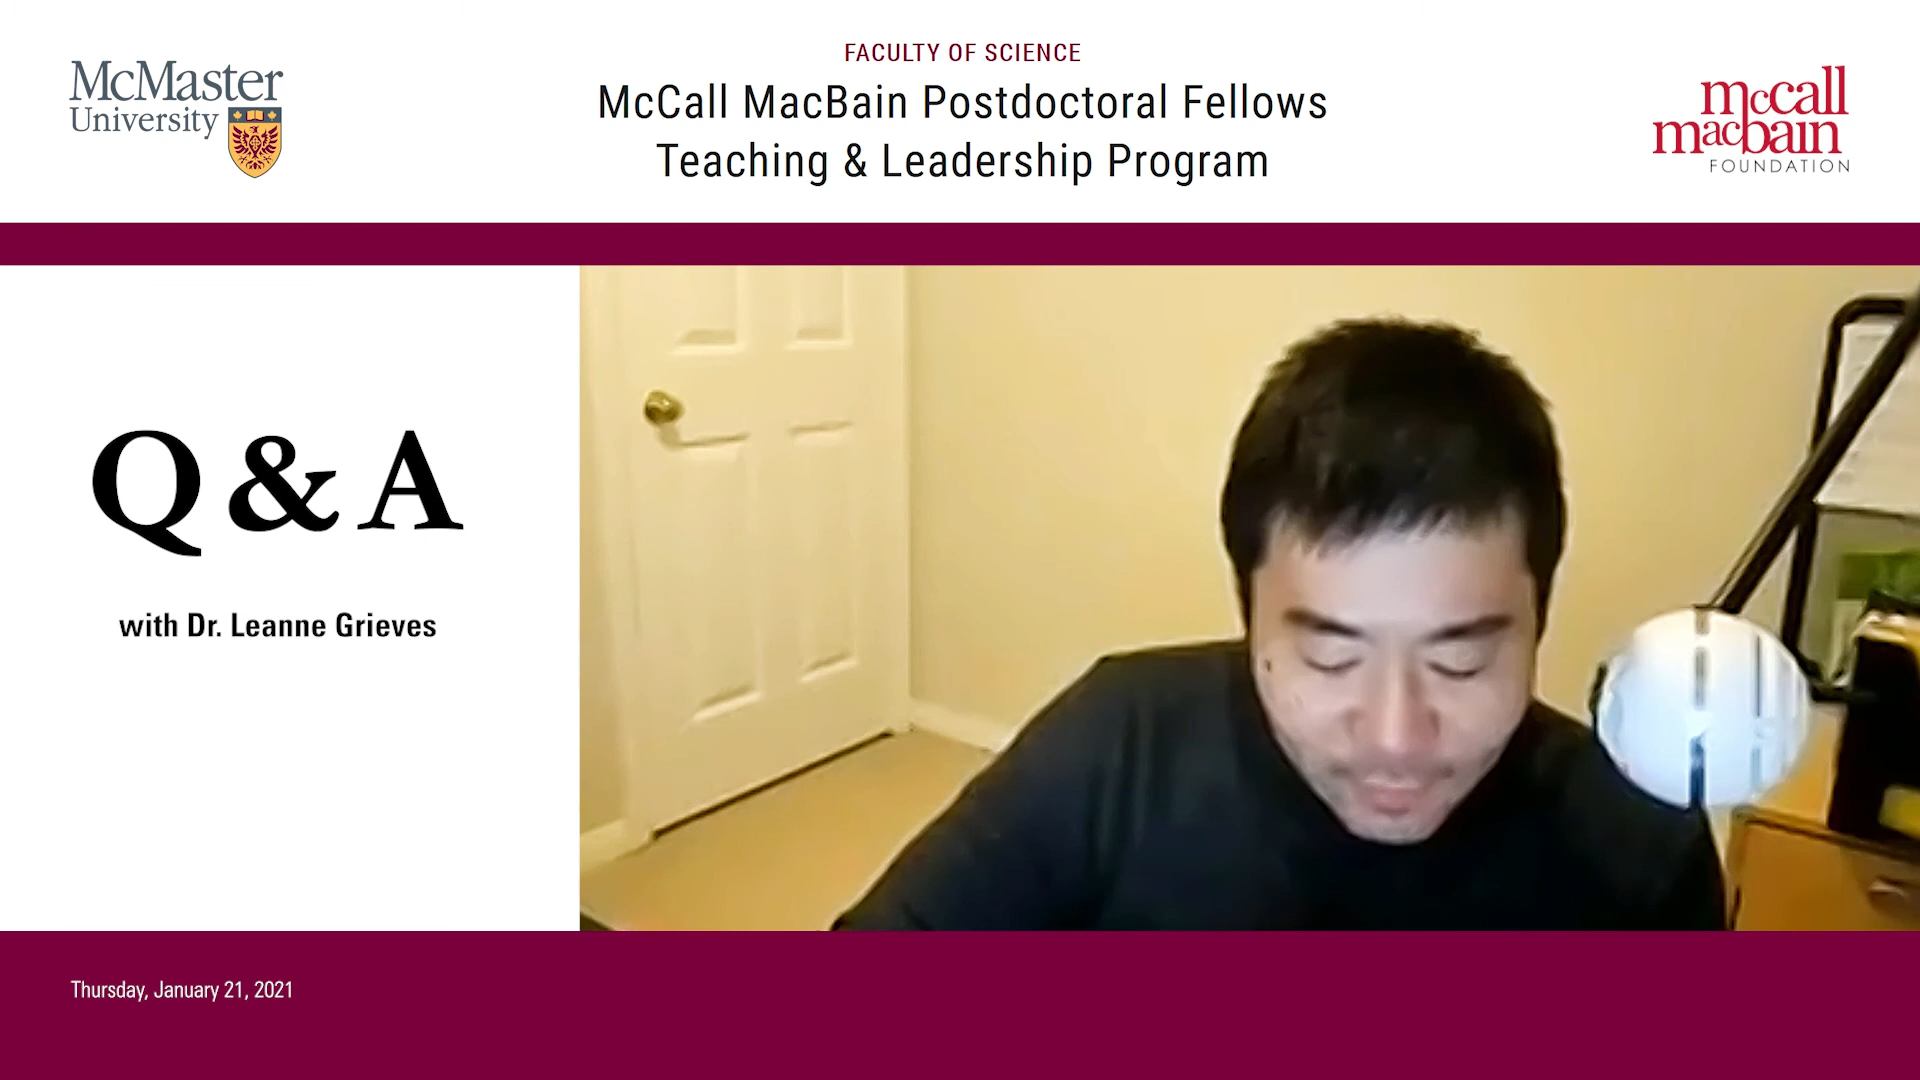 McMaster
University
FACULTY OF SCIENCE
McCall MacBain Postdoctoral Fellows
Teaching & Leadership Program
mccall
macbain
FOUNDATION
Q & A
with Dr. Leanne Grieves
Thursday, January 21, 2021